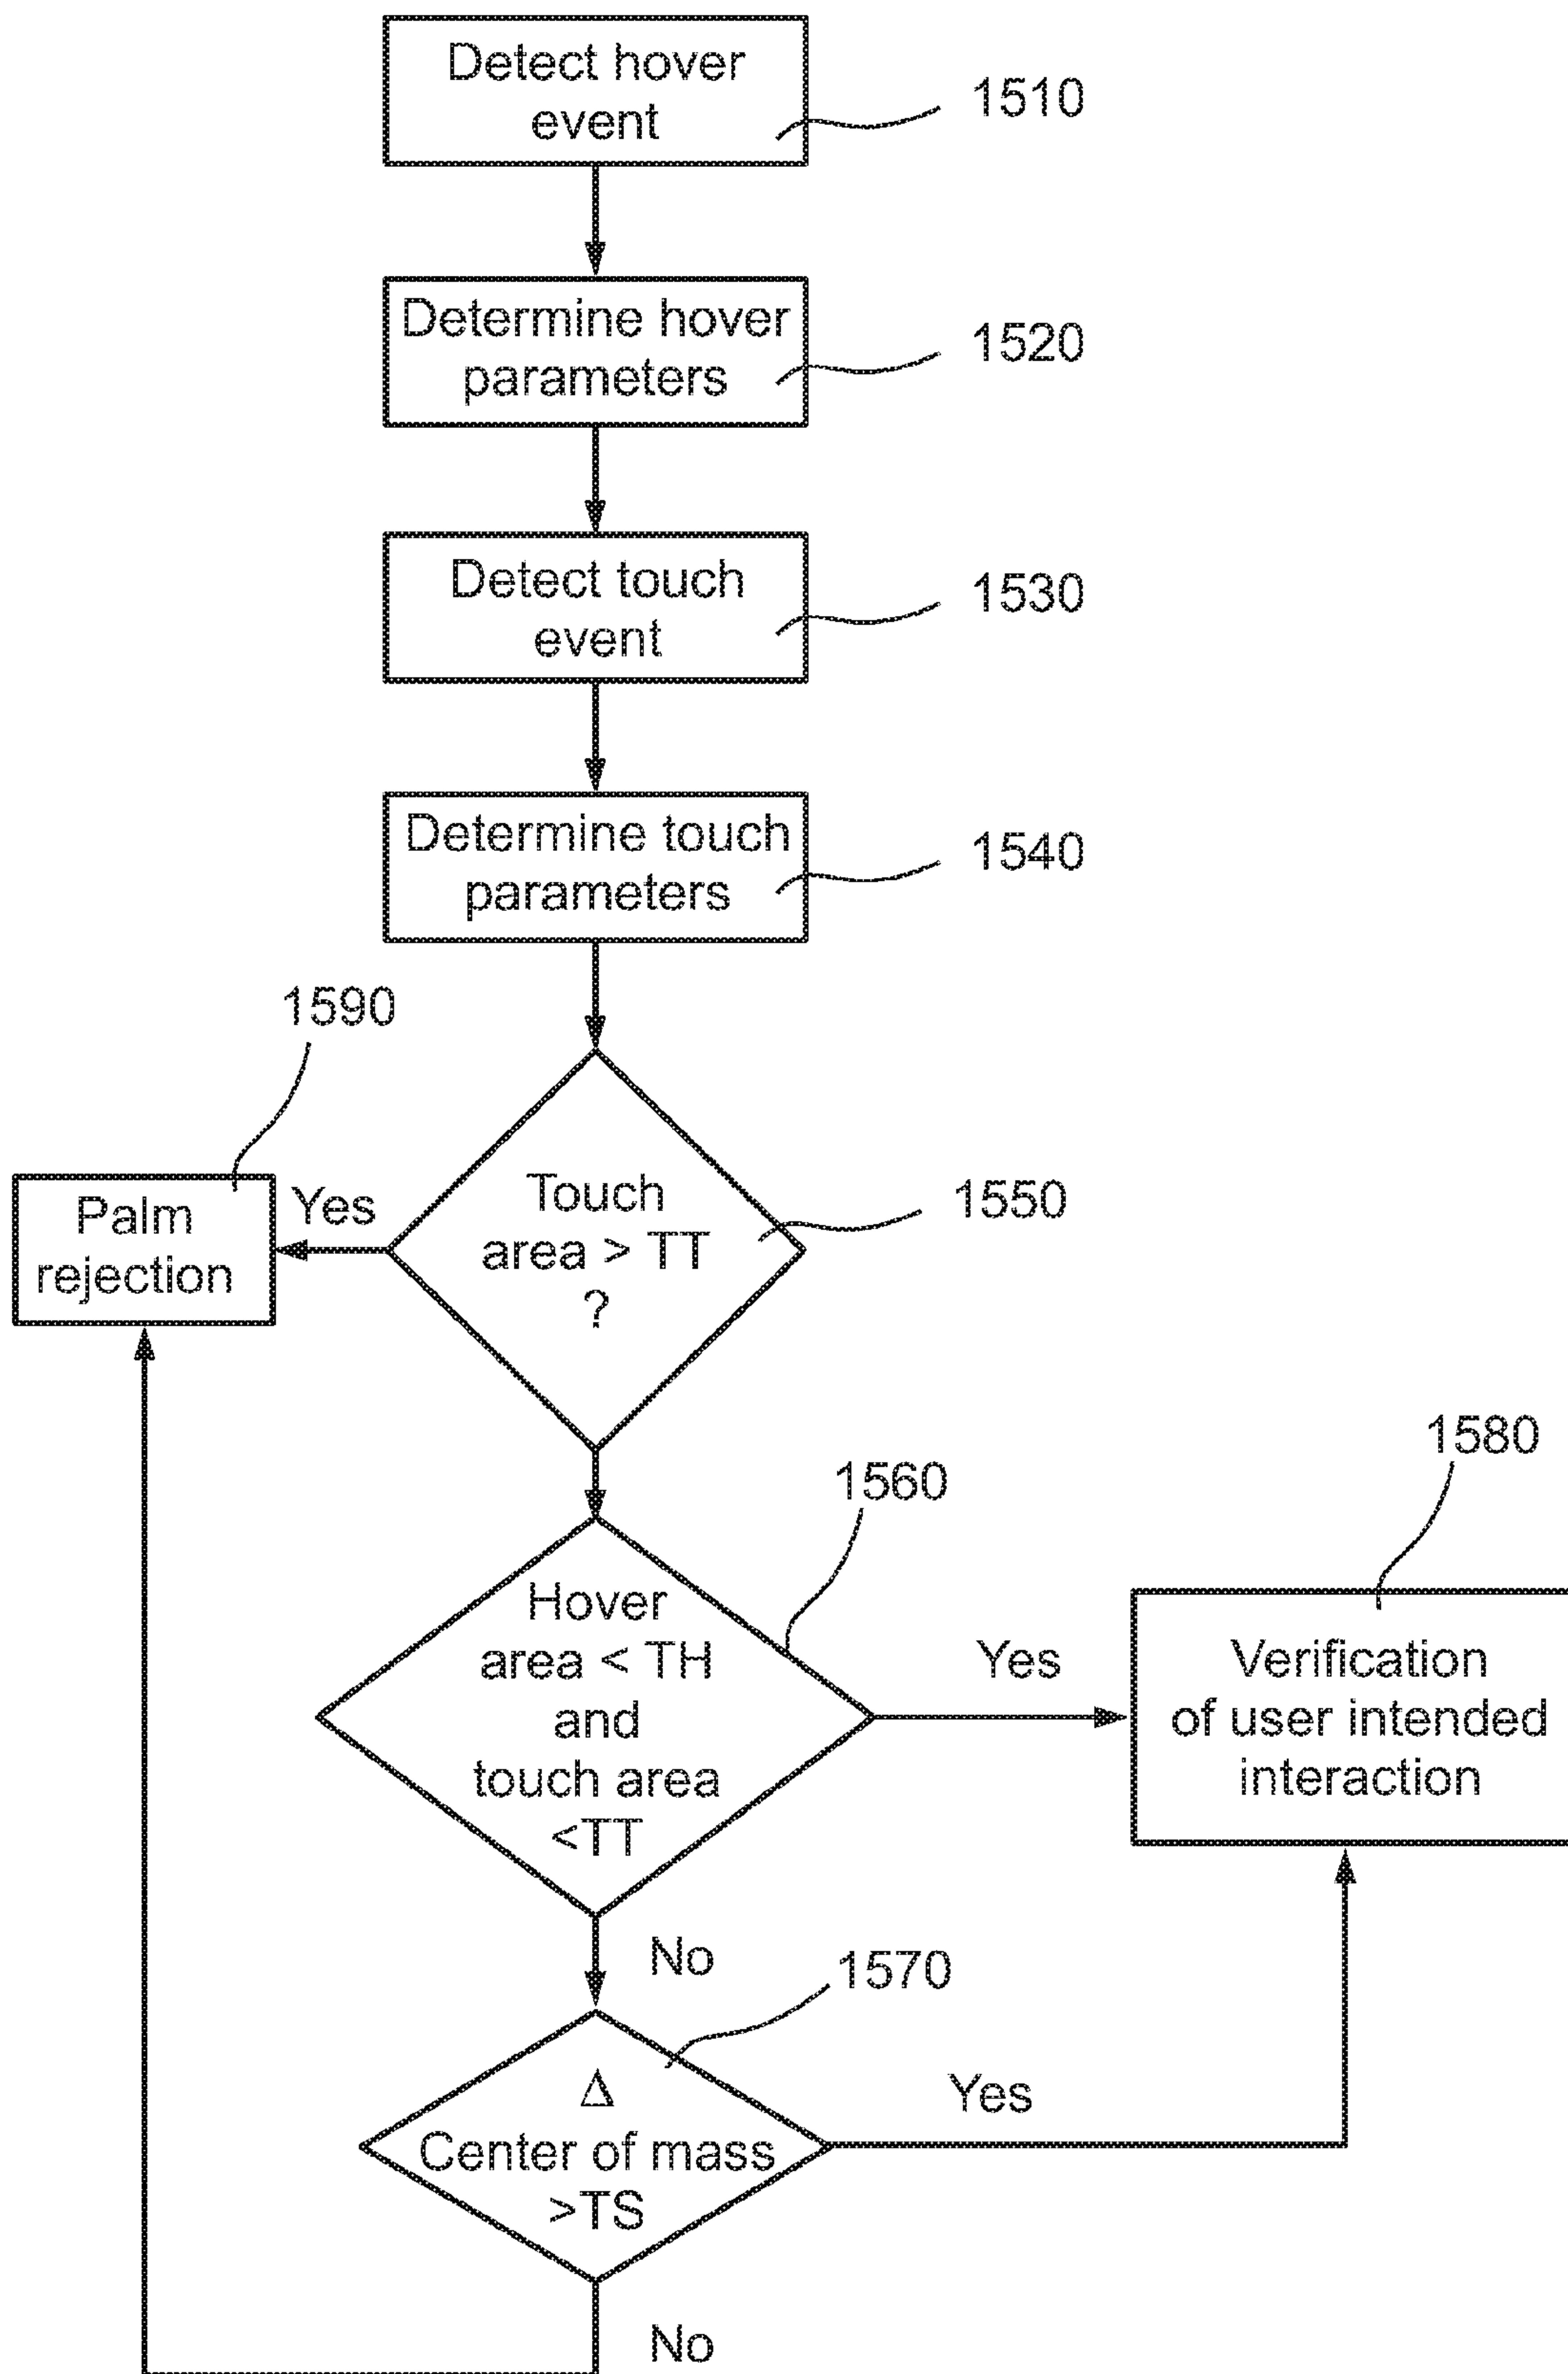 Detect hover
event
1510
Determine hover
parameters
1520
Detect touch
event
1530
Determine touch
parameters
1540
1590
Palm
rejection
Yes
Touch
area > TT
?
1550
1560
1580
Hover
area < TH
and
touch area
<TT
Yes
Verification
of user intended
interaction
No
1570
Δ
Center of mass
>TS
Yes
No